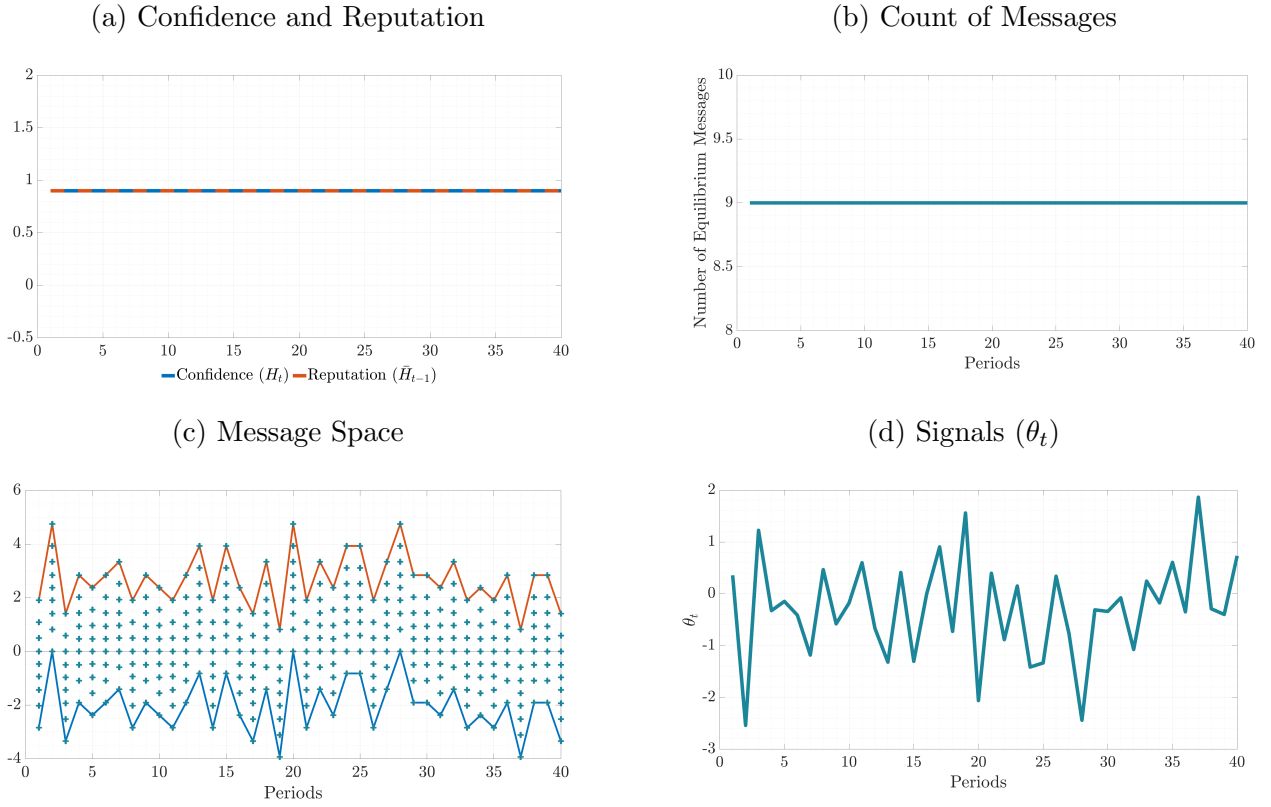 (a) Confidence and Reputation
2
1.5
1
0.5
0
-0.5
0 5 10 15 20 25 30 35 40
Confidence (Hₜ) Reputation (H̄ₜ₋₁)
(b) Count of Messages
Number of Equilibrium Messages
10
9.5
9
8.5
8
0 5 10 15 20 25 30 35 40
Periods
(c) Message Space
6
4
2
0
-2
-4
0 5 10 15 20 25 30 35 40
Periods
(d) Signals (θₜ)
θₜ
2
1
0
-1
-2
-3
0 5 10 15 20 25 30 35 40
Periods